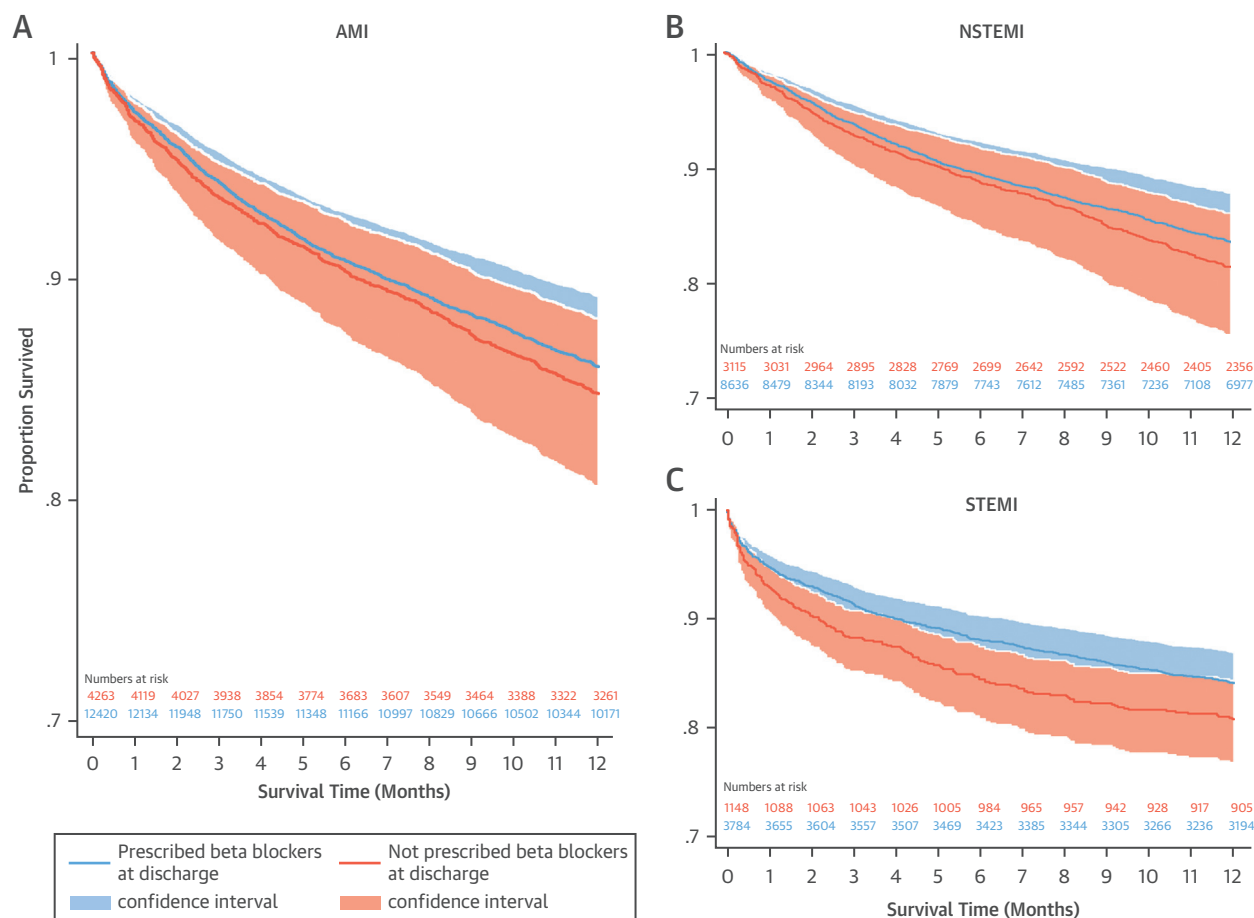 A
AMI
1
.9
.8
.7
Proportion Survived
Numbers at risk
4263 4119 4027 3938 3854 3774 3683 3607 3549 3464 3388 3322 3261
12420 12134 11948 11750 11539 11348 11166 10997 10829 10666 10502 10344 10171
0 1 2 3 4 5 6 7 8 9 10 11 12
Survival Time (Months)
B
NSTEMI
1
.9
.8
.7
Numbers at risk
3115 3031 2964 2895 2828 2769 2699 2642 2592 2522 2460 2405 2356
8636 8479 8344 8193 8032 7879 7743 7612 7485 7361 7236 7108 6977
0 1 2 3 4 5 6 7 8 9 10 11 12
C
STEMI
1
.9
.8
.7
Numbers at risk
1148 1088 1063 1043 1026 1005 984 965 957 942 928 917 905
3784 3655 3604 3557 3507 3469 3423 3385 3344 3305 3266 3236 3194
0 1 2 3 4 5 6 7 8 9 10 11 12
Survival Time (Months)
Prescribed beta blockers
at discharge
confidence interval
Not prescribed beta blockers
at discharge
confidence interval